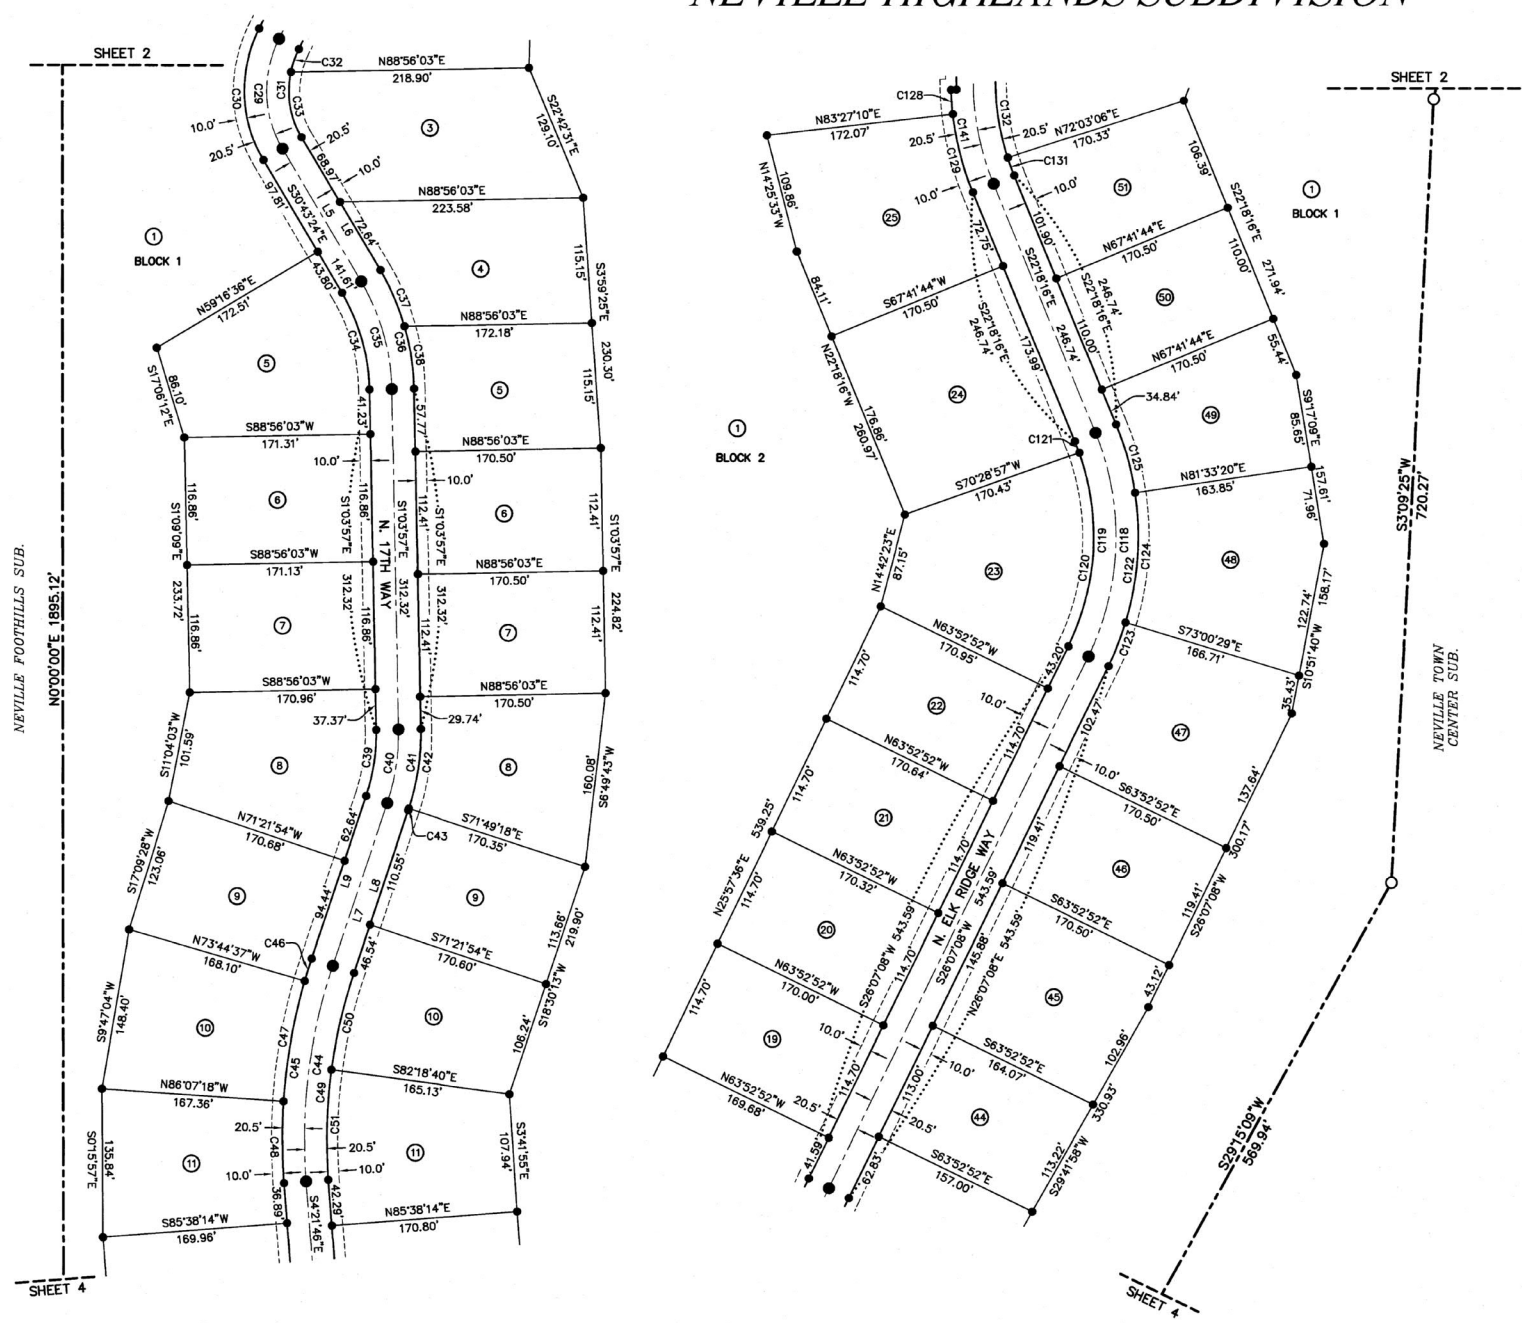 NEVILLE HIGHLANDS SUBDIVISION
SHEET 2
NEVILLE FOOTHILLS SUB.
N0°00'00"E 1895.12'
SHEET 4
1
BLOCK 1
C30
C29
C31
C32
C33
10.0'
20.5'
20.5'
10.0'
N88°56'03"E
218.90'
3
S22°42'31"E
129.10'
68.97'
97.81'
S30°43'24"E
L5
L6
N88°56'03"E
223.58'
72.64'
4
115.15'
S3°59'25"E
230.30'
115.15'
N59°16'36"E
172.51'
43.80'
141.61'
C34
C35
C36
C37
C38
N88°56'03"E
172.18'
5
86.10'
S17°06'12"E
5
41.23'
57.77'
S88°56'03"W
171.31'
N88°56'03"E
170.50'
10.0'
10.0'
6
6
116.86'
S1°09'09"E
233.72'
116.86'
116.86'
S1°03'57"E
312.32'
N. 17TH WAY
S1°03'57"E
312.32'
112.41'
S1°03'57"E
312.32'
112.41'
S1°03'57"E
224.82'
112.41'
S88°56'03"W
171.13'
N88°56'03"E
170.50'
7
7
116.86'
112.41'
S88°56'03"W
170.96'
N88°56'03"E
170.50'
37.37'
29.74'
S11°04'03"W
101.59'
8
8
C39
C40
C41
C42
S6°49'43"W
160.08'
N71°21'54"W
170.68'
62.64'
C43
S71°49'18"E
170.35'
S17°09'28"W
123.06'
9
9
94.44'
L9
L8
L7
110.55'
113.66'
219.90'
S18°30'13"W
106.24'
C46
N73°44'37"W
168.10'
46.54'
S71°21'54"E
170.60'
S9°47'04"W
148.40'
10
10
C47
C45
C44
C49
C50
N86°07'18"W
167.36'
S82°18'40"E
165.13'
20.5'
C48
C51
20.5'
10.0'
10.0'
11
11
S0°15'57"E
135.84'
S3°41'55"E
107.94'
36.89'
S4°21'46"E
42.29'
S85°38'14"W
169.96'
N85°38'14"E
170.80'
SHEET 2
C128
N83°27'10"E
172.07'
C141
C132
20.5'
20.5'
N72°03'06"E
170.33'
C131
C129
10.0'
10.0'
109.86'
N14°25'33"W
25
51
106.39'
1
BLOCK 1
S22°18'16"E
271.94'
110.00'
72.75'
101.90'
N67°41'44"E
170.50'
84.11'
S67°41'44"W
170.50'
S22°18'16"E
246.74'
S22°18'16"E
246.74'
S22°18'16"E
246.74'
173.99'
110.00'
50
N67°41'44"E
170.50'
55.44'
N22°18'16"W
260.97'
176.86'
24
34.84'
49
S9°17'09"E
157.61'
85.65'
71.96'
1
BLOCK 2
C121
S70°28'57"W
170.43'
C125
N81°33'20"E
163.85'
S3°09'25"W
720.27'
N14°42'23"E
87.15'
23
C120
C119
C118
C122
C124
48
122.74'
158.17'
S10°51'40"W
35.43'
C123
S73°00'29"E
166.71'
N63°52'52"W
170.95'
43.20'
NEVILLE TOWN
CENTER SUB.
114.70'
22
10.0'
102.47'
10.0'
47
137.64'
N63°52'52"W
170.64'
114.70'
S63°52'52"E
170.50'
114.70'
21
539.25'
N25°57'36"E
114.70'
N63°52'52"W
170.32'
114.70'
119.41'
46
300.17'
S26°07'08"W
119.41'
43.12'
N. ELK RIDGE WAY
S26°07'08"W
543.59'
S26°07'08"W
543.59'
N26°07'08"E
543.59'
S63°52'52"E
170.50'
20
N63°52'52"W
170.00'
114.70'
145.88'
45
114.70'
19
10.0'
S63°52'52"E
164.07'
102.96'
330.93'
S29°41'58"W
113.22'
10.0'
114.70'
113.00'
44
20.5'
20.5'
N63°52'52"W
169.68'
S63°52'52"E
157.00'
41.59'
62.83'
S29°15'09"W
569.94'
SHEET 4